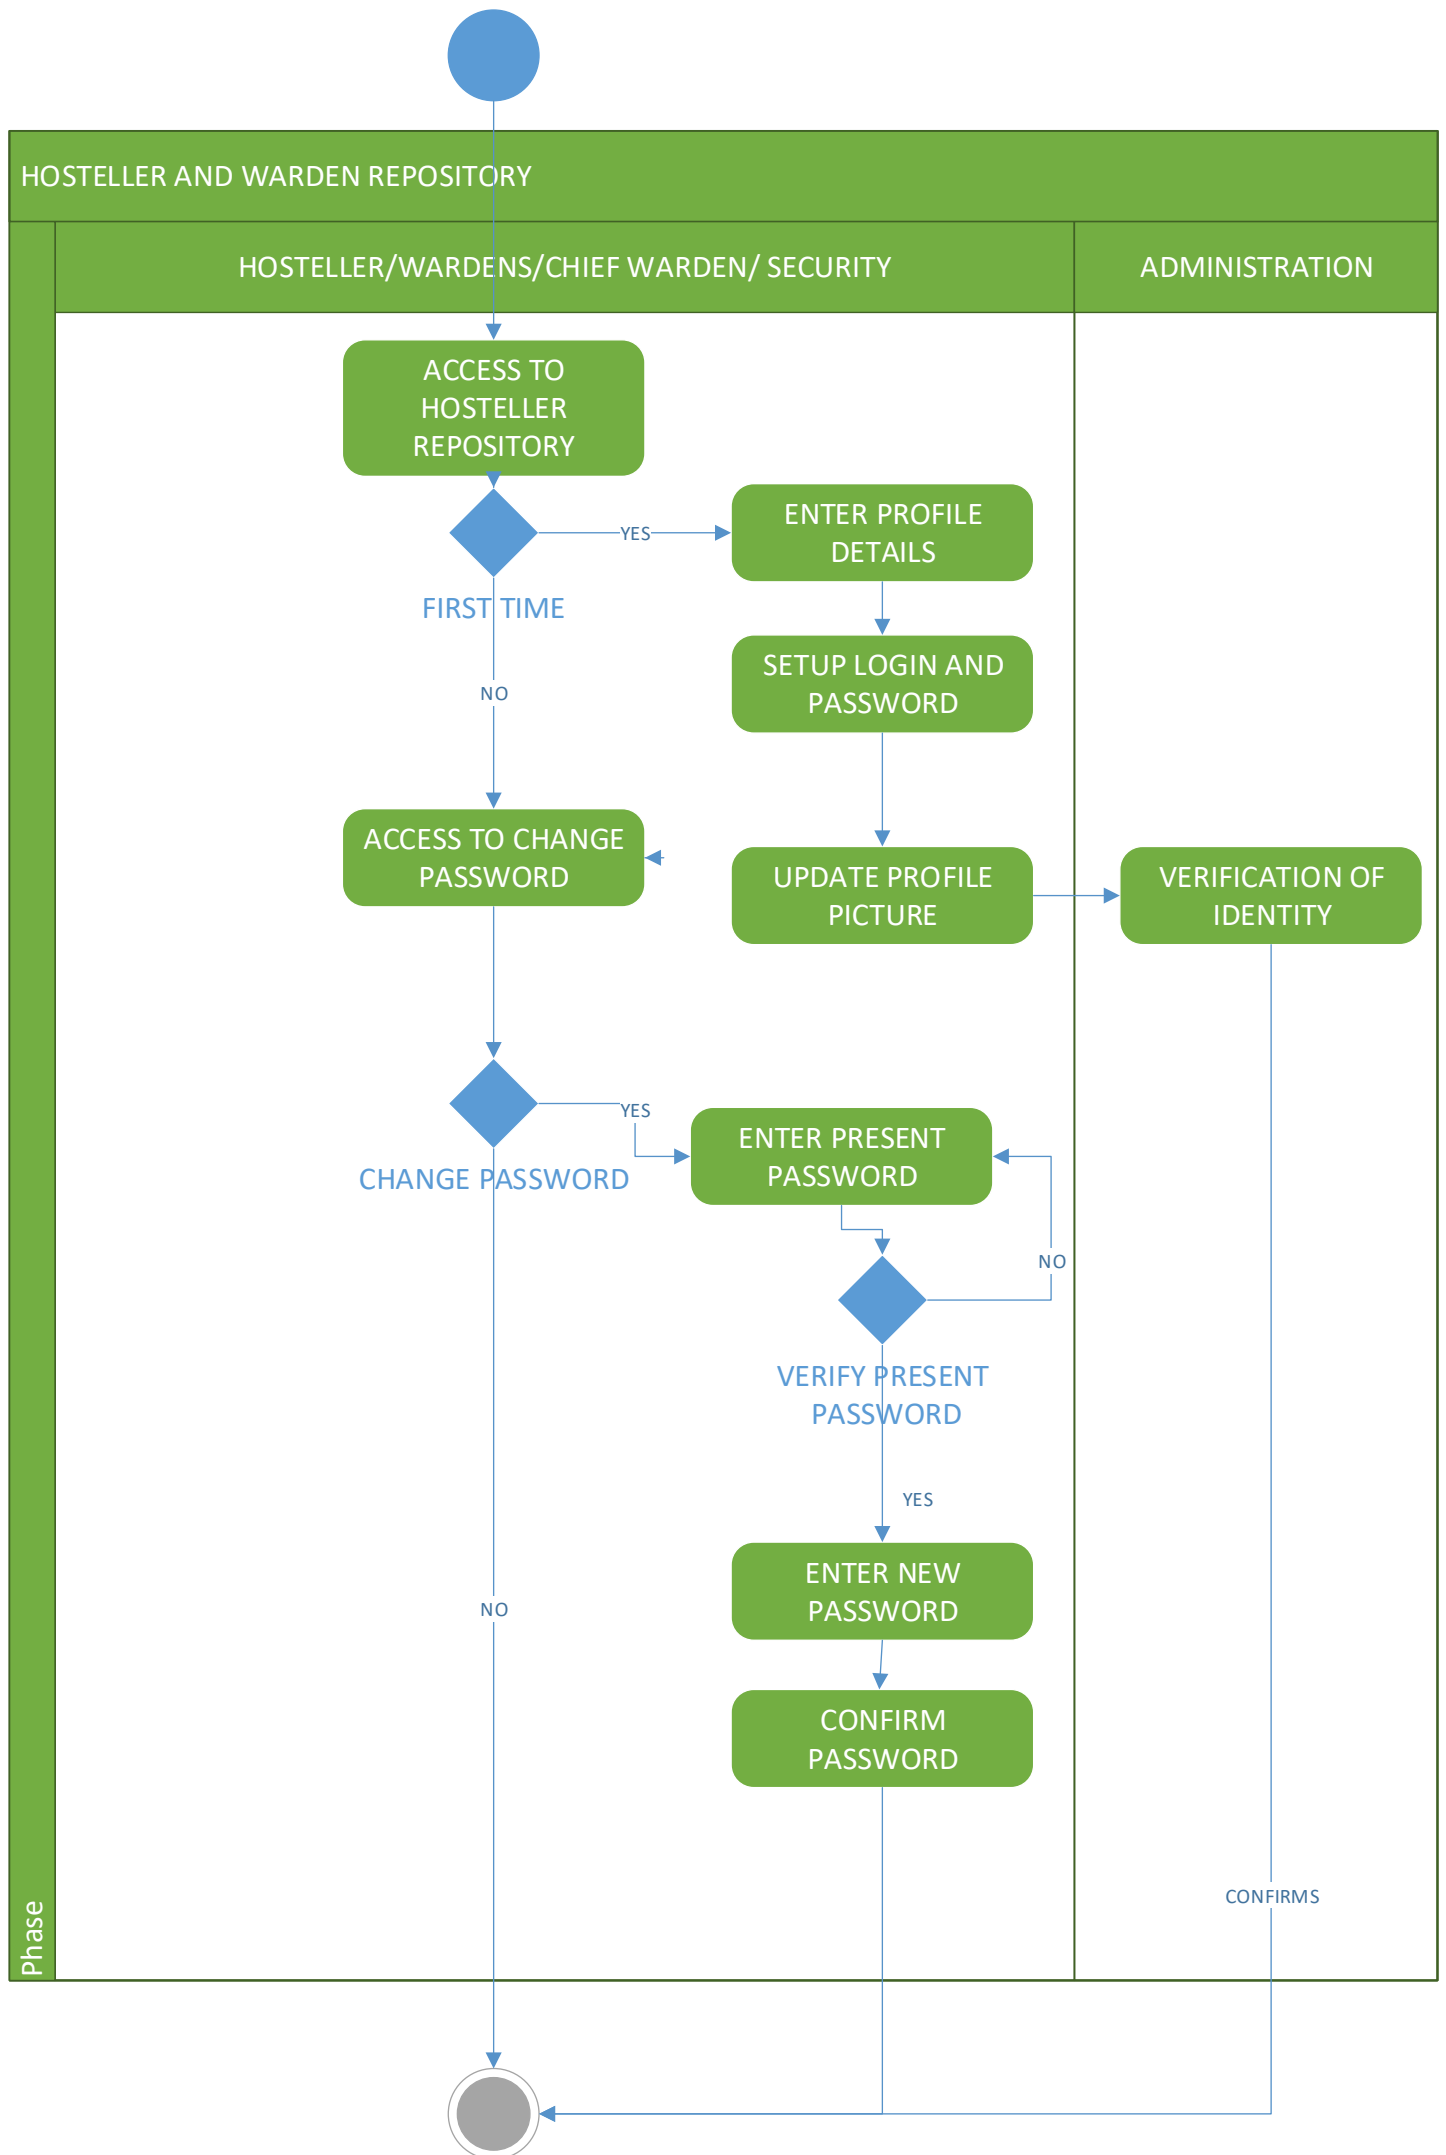 HOSTELLER AND WARDEN REPOSITORY
HOSTELLER/WARDENS/CHIEF WARDEN/ SECURITY
ADMINISTRATION
ACCESS TO
HOSTELLER
REPOSITORY
YES
ENTER PROFILE
DETAILS
FIRST TIME
SETUP LOGIN AND
PASSWORD
NO
ACCESS TO CHANGE
PASSWORD
UPDATE PROFILE
PICTURE
VERIFICATION OF
IDENTITY
YES
ENTER PRESENT
PASSWORD
CHANGE PASSWORD
NO
VERIFY PRESENT
PASSWORD
YES
ENTER NEW
PASSWORD
NO
CONFIRM
PASSWORD
CONFIRMS
Phase